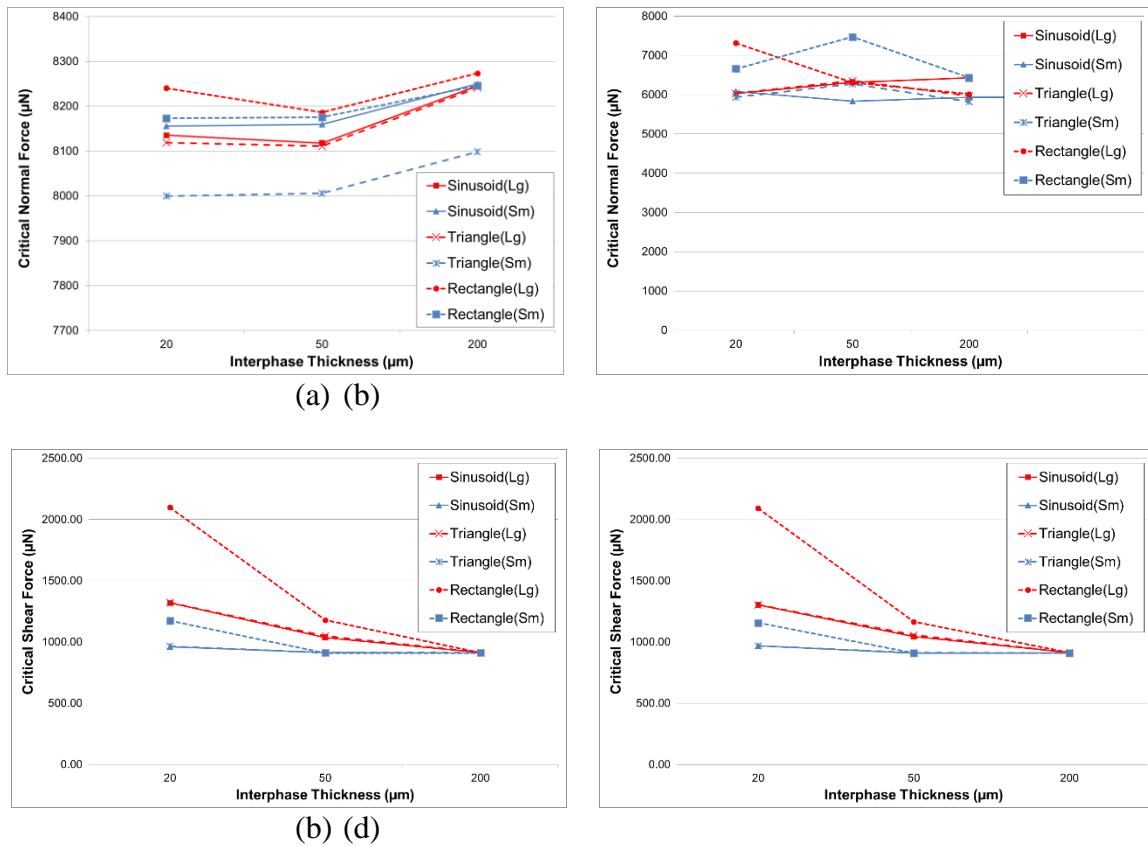 8400
8300
8200
8100
8000
7900
7800
7700
Critical Normal Force (µN)
20 50 200
Interphase Thickness (µm)
Sinusoid(Lg)
Sinusoid(Sm)
Triangle(Lg)
Triangle(Sm)
Rectangle(Lg)
Rectangle(Sm)
8000
7000
6000
5000
4000
3000
2000
1000
0
Critical Normal Force (µN)
20 50 200
Interphase Thickness (µm)
Sinusoid(Lg)
Sinusoid(Sm)
Triangle(Lg)
Triangle(Sm)
Rectangle(Lg)
Rectangle(Sm)
(a) (b)
2500.00
2000.00
1500.00
1000.00
500.00
0.00
Critical Shear Force (µN)
20 50 200
Interphase Thickness (µm)
Sinusoid(Lg)
Sinusoid(Sm)
Triangle(Lg)
Triangle(Sm)
Rectangle(Lg)
Rectangle(Sm)
2500.00
2000.00
1500.00
1000.00
500.00
0.00
Critical Shear Force (µN)
20 50 200
Interphase Thickness (µm)
Sinusoid(Lg)
Sinusoid(Sm)
Triangle(Lg)
Triangle(Sm)
Rectangle(Lg)
Rectangle(Sm)
(b) (d)